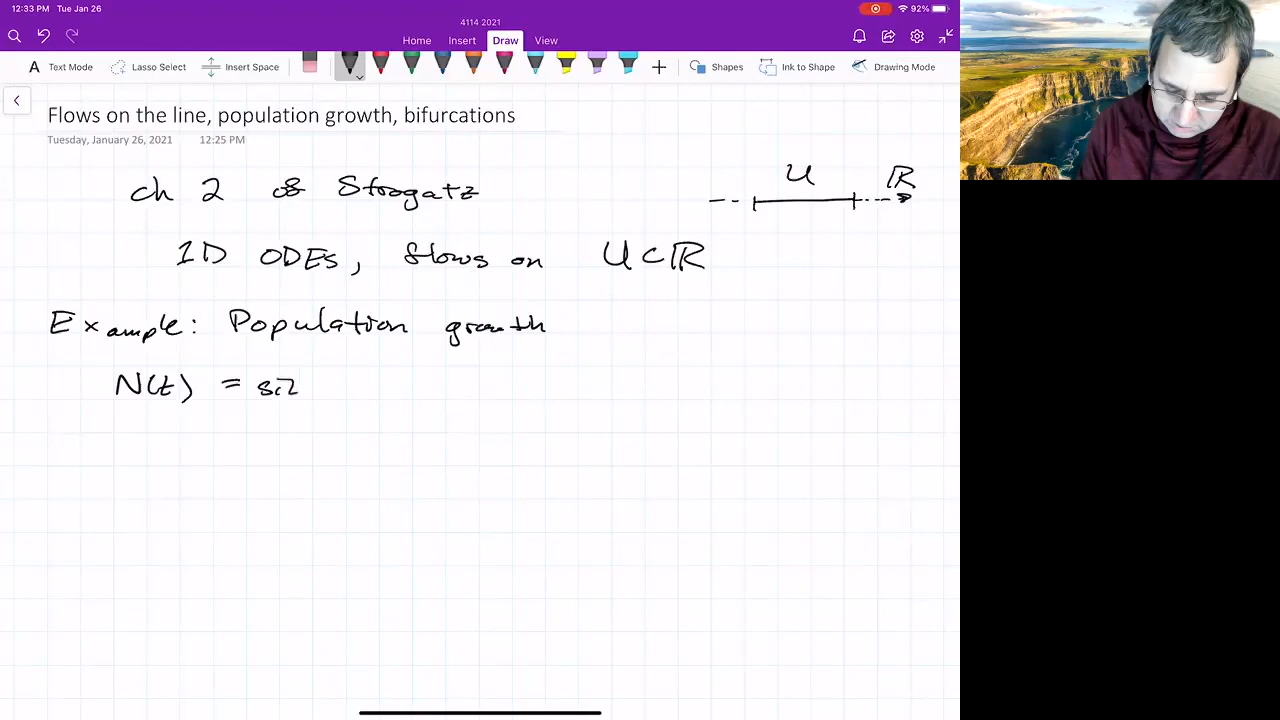 12:33 PM Tue Jan 26
92%
4114 2021
Home Insert Draw View
A Text Mode Lasso Select Insert Space Shapes Ink to Shape Drawing Mode
Flows on the line, population growth, bifurcations
Tuesday, January 26, 2021 12:25 PM
U ℝ
ch 2 of Strogatz
1D ODEs, flows on U ⊂ ℝ
Example: Population growth
N(t) = siz